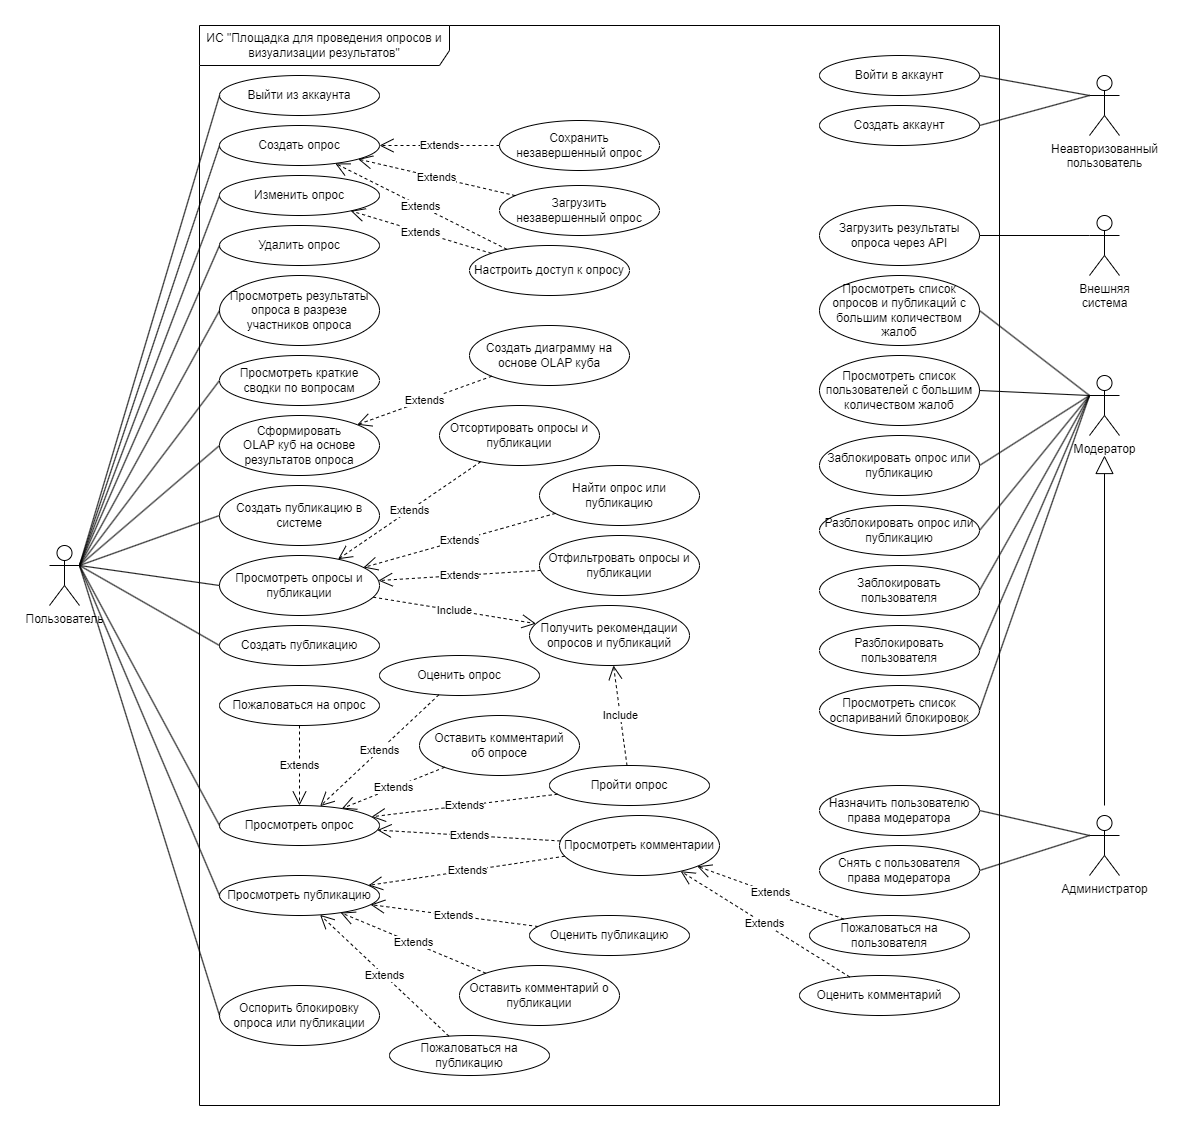 ИС "Площадка для проведения опросов и
визуализации результатов"
Выйти из аккаунта
Создать опрос
Изменить опрос
Удалить опрос
Просмотреть результаты
опроса в разрезе
участников опроса
Просмотреть краткие
сводки по вопросам
Сформировать
OLAP куб на основе
результатов опроса
Создать публикацию в
системе
Просмотреть опросы и
публикации
Создать публикацию
Пожаловаться на опрос
Просмотреть опрос
Просмотреть публикацию
Оспорить блокировку
опроса или публикации
Пользователь
Extends
Сохранить
незавершенный опрос
Extends
Загрузить
незавершенный опрос
Extends
Extends
Настроить доступ к опросу
Создать диаграмму на
основе OLAP куба
Extends
Отсортировать опросы и
публикации
Extends
Найти опрос или
публикацию
Extends
Отфильтровать опросы и
публикации
Extends
Include
Получить рекомендации
опросов и публикаций
Оценить опрос
Include
Оставить комментарий
об опросе
Extends
Extends
Extends
Пройти опрос
Extends
Extends
Просмотреть комментарии
Extends
Extends
Extends
Extends
Оценить публикацию
Extends
Оставить комментарий о
публикации
Extends
Пожаловаться на
публикацию
Пожаловаться на
пользователя
Оценить комментарий
Войти в аккаунт
Создать аккаунт
Неавторизованный
пользователь
Загрузить результаты
опроса через API
Внешняя
система
Просмотреть список
опросов и публикаций с
большим количеством
жалоб
Просмотреть список
пользователей с большим
количеством жалоб
Заблокировать опрос или
публикацию
Разблокировать опрос или
публикацию
Заблокировать
пользователя
Разблокировать
пользователя
Просмотреть список
оспариваний блокировок
Модератор
Назначить пользователю
права модератора
Снять с пользователя
права модератора
Администратор